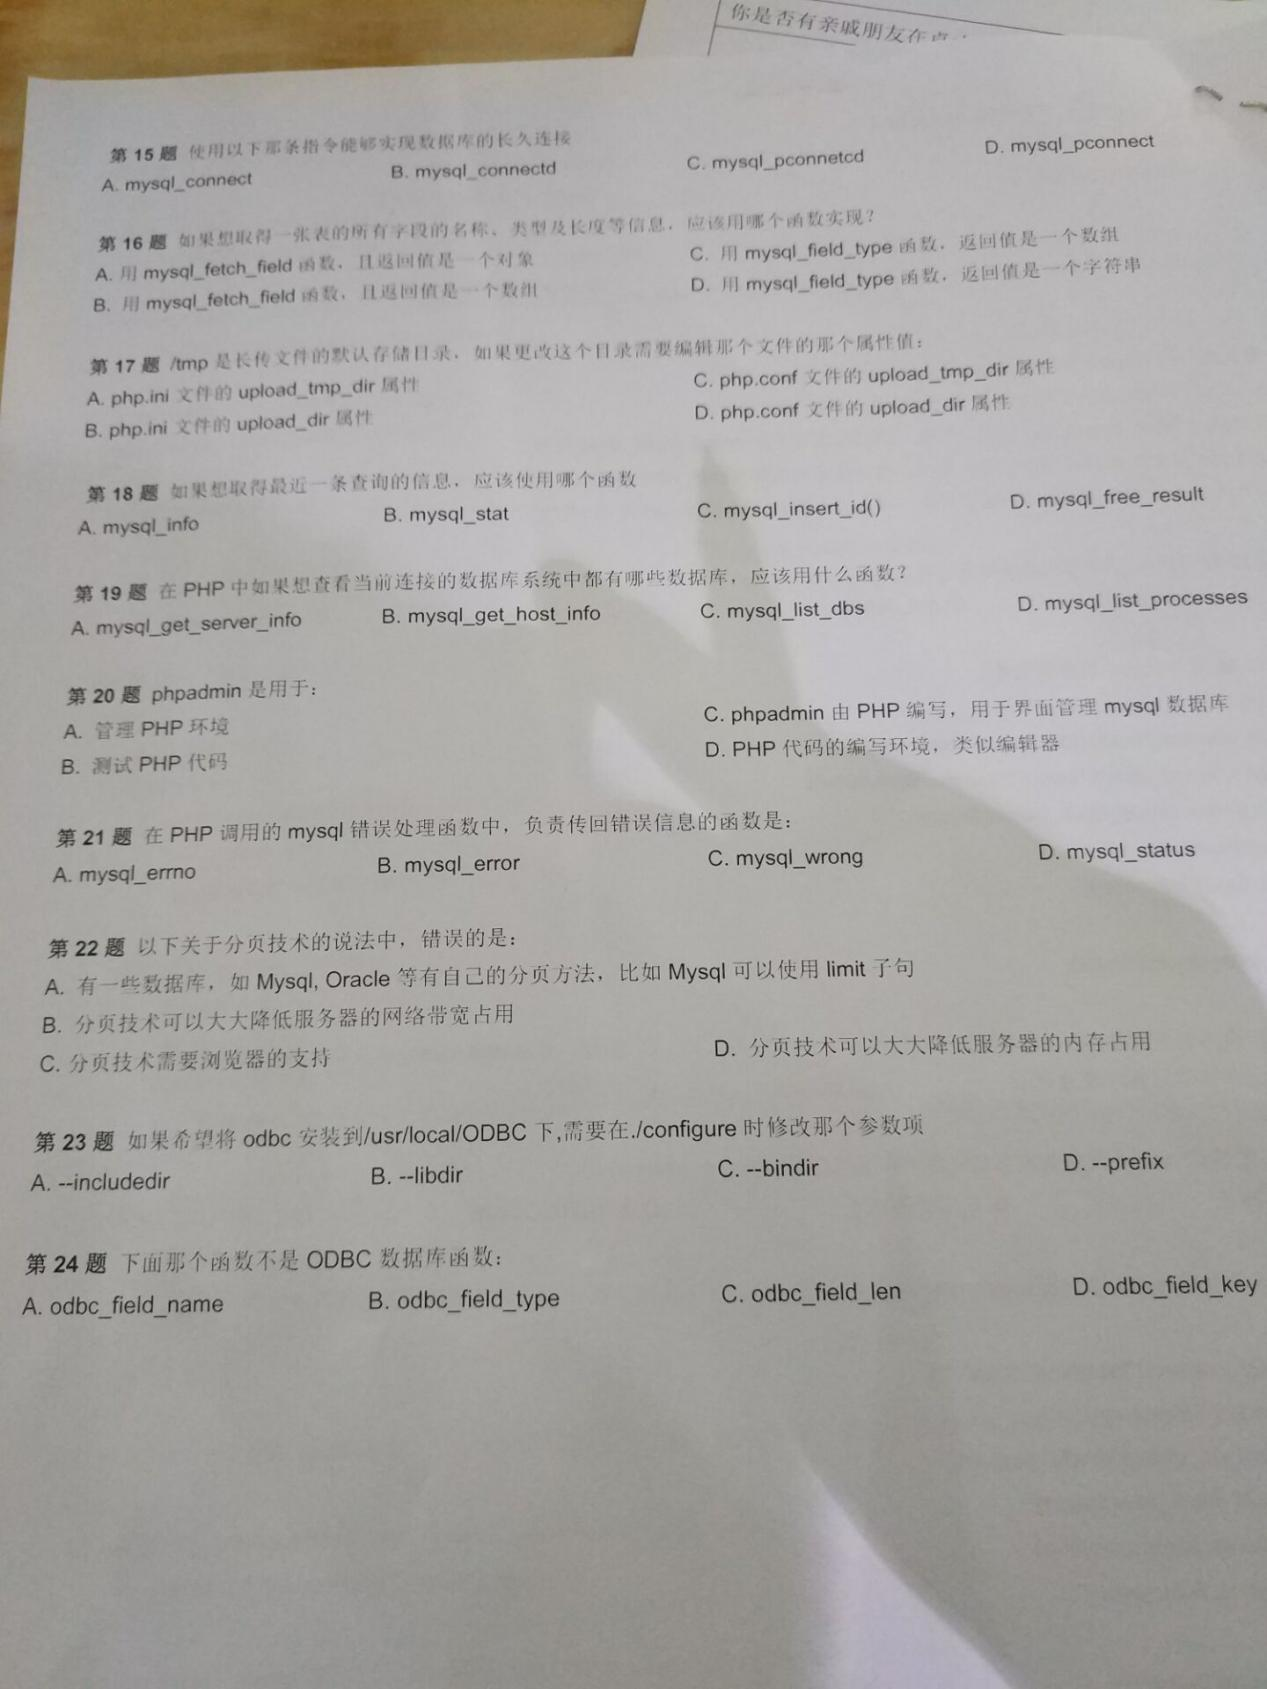 你是否有亲戚朋友在
第 15 题 使用以下那条指令能够实现数据库的长久连接
A. mysql_connect B. mysql_connectd C. mysql_pconnetcd D. mysql_pconnect
第 16 题 如果想取得一张表的所有字段的名称、类型及长度等信息，应该用哪个函数实现？
A. 用 mysql_fetch_field 函数，且返回值是一个对象 C. 用 mysql_field_type 函数，返回值是一个数组
B. 用 mysql_fetch_field 函数，且返回值是一个数组 D. 用 mysql_field_type 函数，返回值是一个字符串
第 17 题 /tmp 是长传文件的默认存储目录，如果更改这个目录需要编辑那个文件的那个属性值：
A. php.ini 文件的 upload_tmp_dir 属性 C. php.conf 文件的 upload_tmp_dir 属性
B. php.ini 文件的 upload_dir 属性 D. php.conf 文件的 upload_dir 属性
第 18 题 如果想取得最近一条查询的信息，应该使用哪个函数
A. mysql_info B. mysql_stat C. mysql_insert_id() D. mysql_free_result
第 19 题 在 PHP 中如果想查看当前连接的数据库系统中都有哪些数据库，应该用什么函数？
A. mysql_get_server_info B. mysql_get_host_info C. mysql_list_dbs D. mysql_list_processes
第 20 题 phpadmin 是用于：
A. 管理 PHP 环境 C. phpadmin 由 PHP 编写，用于界面管理 mysql 数据库
B. 测试 PHP 代码 D. PHP 代码的编写环境，类似编辑器
第 21 题 在 PHP 调用的 mysql 错误处理函数中，负责传回错误信息的函数是：
A. mysql_errno B. mysql_error C. mysql_wrong D. mysql_status
第 22 题 以下关于分页技术的说法中，错误的是：
A. 有一些数据库，如 Mysql, Oracle 等有自己的分页方法，比如 Mysql 可以使用 limit 子句
B. 分页技术可以大大降低服务器的网络带宽占用
C. 分页技术需要浏览器的支持 D. 分页技术可以大大降低服务器的内存占用
第 23 题 如果希望将 odbc 安装到/usr/local/ODBC 下,需要在./configure 时修改那个参数项
A. --includedir B. --libdir C. --bindir D. --prefix
第 24 题 下面那个函数不是 ODBC 数据库函数：
A. odbc_field_name B. odbc_field_type C. odbc_field_len D. odbc_field_key